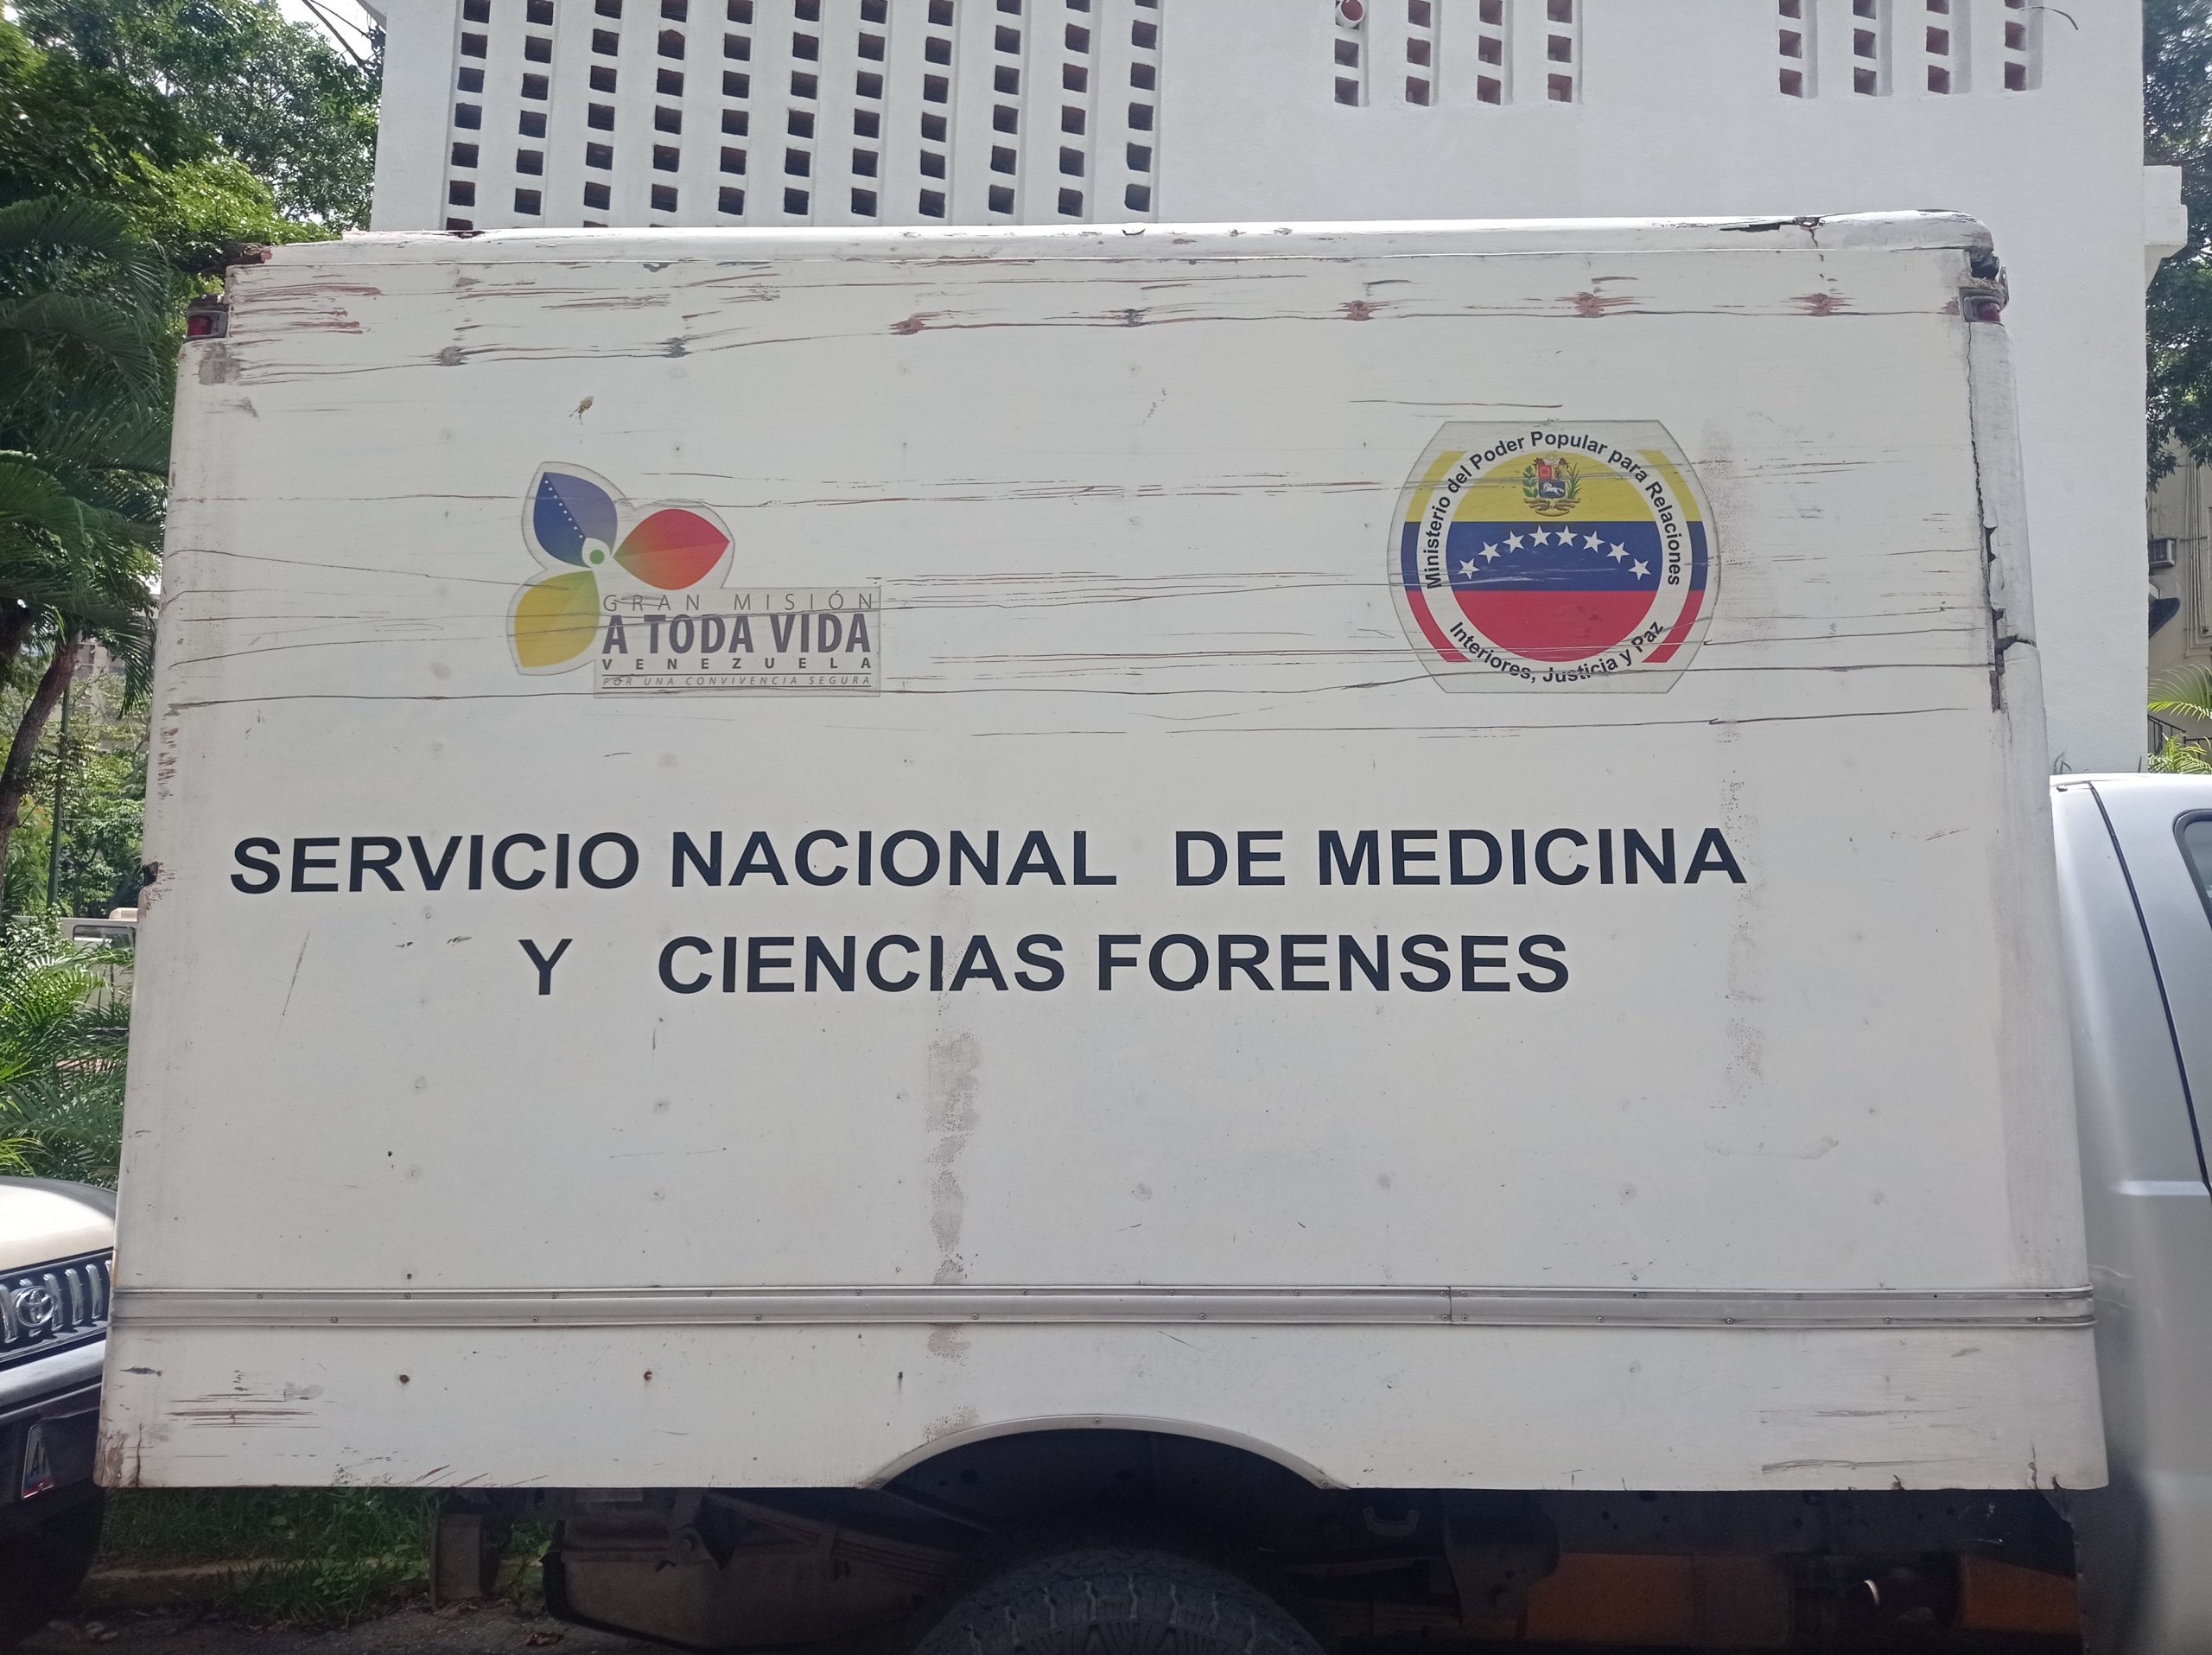 GRAN MISIÓN
A TODA VIDA
VENEZUELA
POR UNA CONVIVENCIA SEGURA
Ministerio del Poder Popular para Relaciones
Interiores, Justicia y Paz
SERVICIO NACIONAL DE MEDICINA
Y CIENCIAS FORENSES